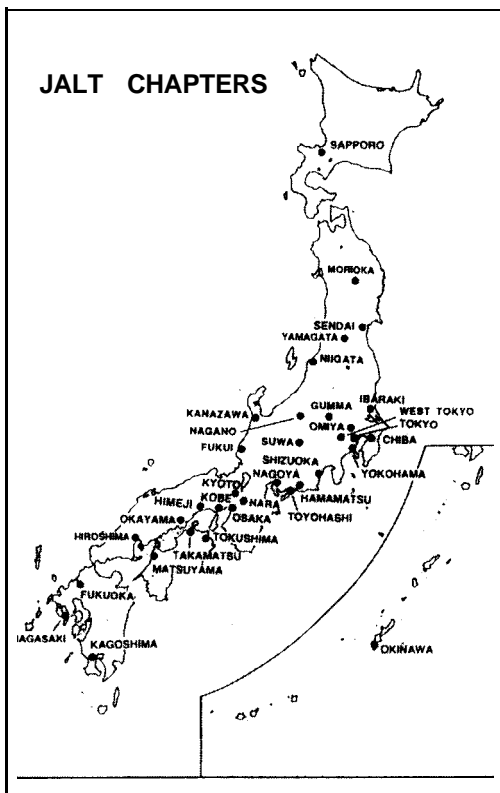 JALT CHAPTERS
SAPPORO
MORIOKA
SENDAI
YAMAGATA
NIIGATA
IBARAKI
GUMMA
WEST TOKYO
KANAZAWA
OMIYA
TOKYO
NAGANO
CHIBA
SUWA
FUKUI
SHIZUOKA
YOKOHAMA
NAGOYA
KYOTO
HAMAMATSU
HIMEJI
KOBE
NARA
TOYOHASHI
OKAYAMA
OSAKA
HIROSHIMA
TOKUSHIMA
TAKAMATSU
MATSUYAMA
FUKUOKA
NAGASAKI
KAGOSHIMA
OKINAWA